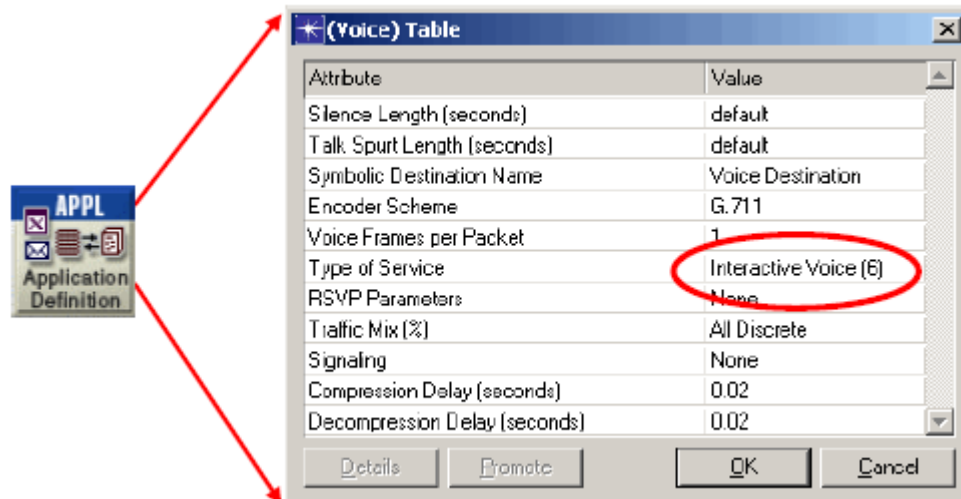 (Voice) Table
Attribute Value
Silence Length (seconds) default
Talk Spurt Length (seconds) default
Symbolic Destination Name Voice Destination
Encoder Scheme G.711
Voice Frames per Packet 1
Type of Service Interactive Voice (6)
RSVP Parameters None
Traffic Mix (%) All Discrete
Signaling None
Compression Delay (seconds) 0.02
Decompression Delay (seconds) 0.02
Details Promote OK Cancel
APPL
Application
Definition